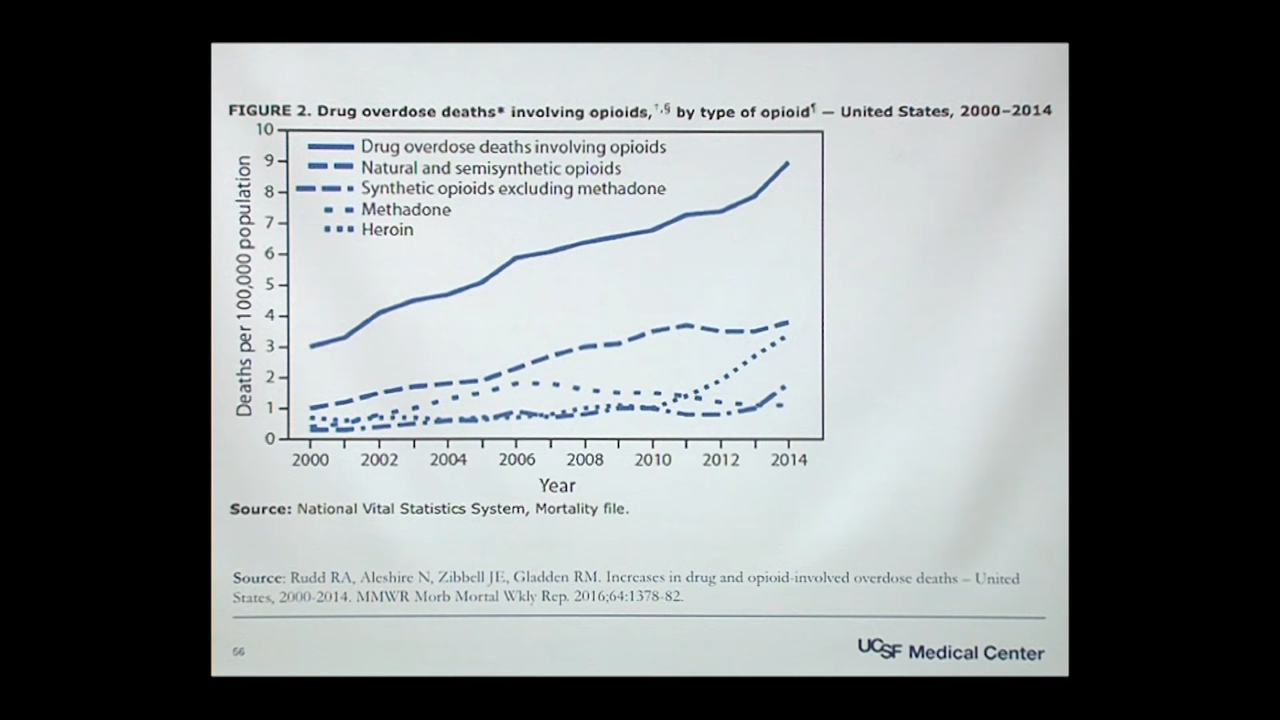 FIGURE 2. Drug overdose deaths* involving opioids,†,§ by type of opioid¶ — United States, 2000–2014
10
9
8
7
6
5
4
3
2
1
0
Deaths per 100,000 population
Drug overdose deaths involving opioids
Natural and semisynthetic opioids
Synthetic opioids excluding methadone
Methadone
Heroin
2000 2002 2004 2006 2008 2010 2012 2014
Year
Source: National Vital Statistics System, Mortality file.
Source: Rudd RA, Aleshire N, Zibbell JE, Gladden RM. Increases in drug and opioid-involved overdose deaths – United
States, 2000-2014. MMWR Morb Mortal Wkly Rep. 2016;64:1378-82.
66
UCSF Medical Center